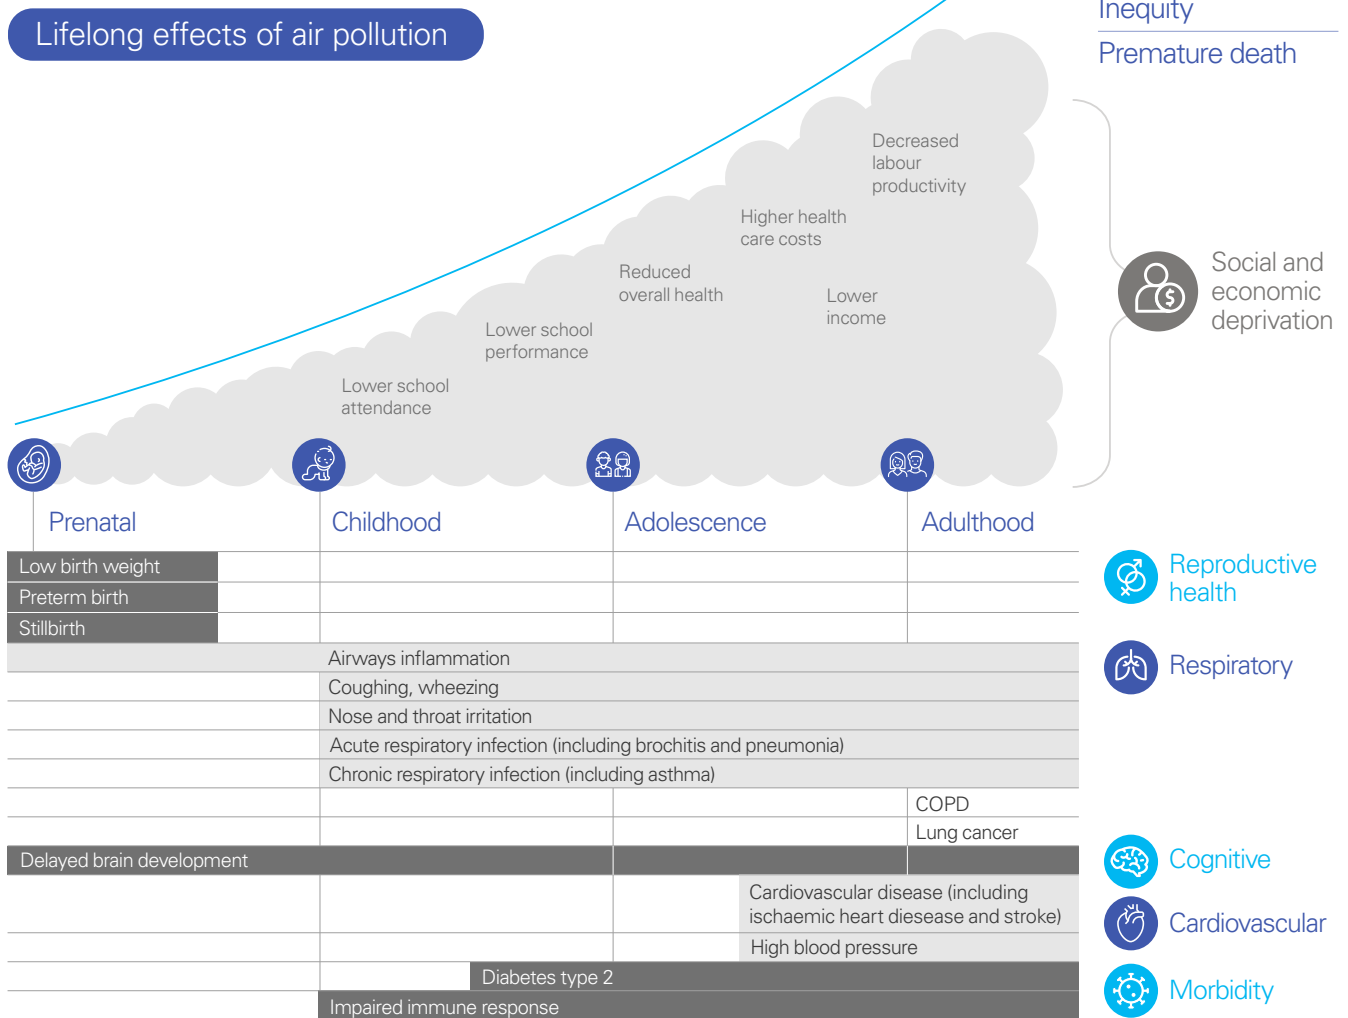 Lifelong effects of air pollution
Inequity
Premature death
Decreased
labour
productivity
Higher health
care costs
Reduced
overall health
Lower
income
Lower school
performance
Lower school
attendance
Social and
economic
deprivation
$
Prenatal
Childhood
Adolescence
Adulthood
Low birth weight
Preterm birth
Stillbirth
Reproductive
health
Airways inflammation
Coughing, wheezing
Nose and throat irritation
Acute respiratory infection (including brochitis and pneumonia)
Chronic respiratory infection (including asthma)
COPD
Lung cancer
Respiratory
Delayed brain development
Cognitive
Cardiovascular disease (including
ischaemic heart diesease and stroke)
High blood pressure
Cardiovascular
Diabetes type 2
Impaired immune response
Morbidity